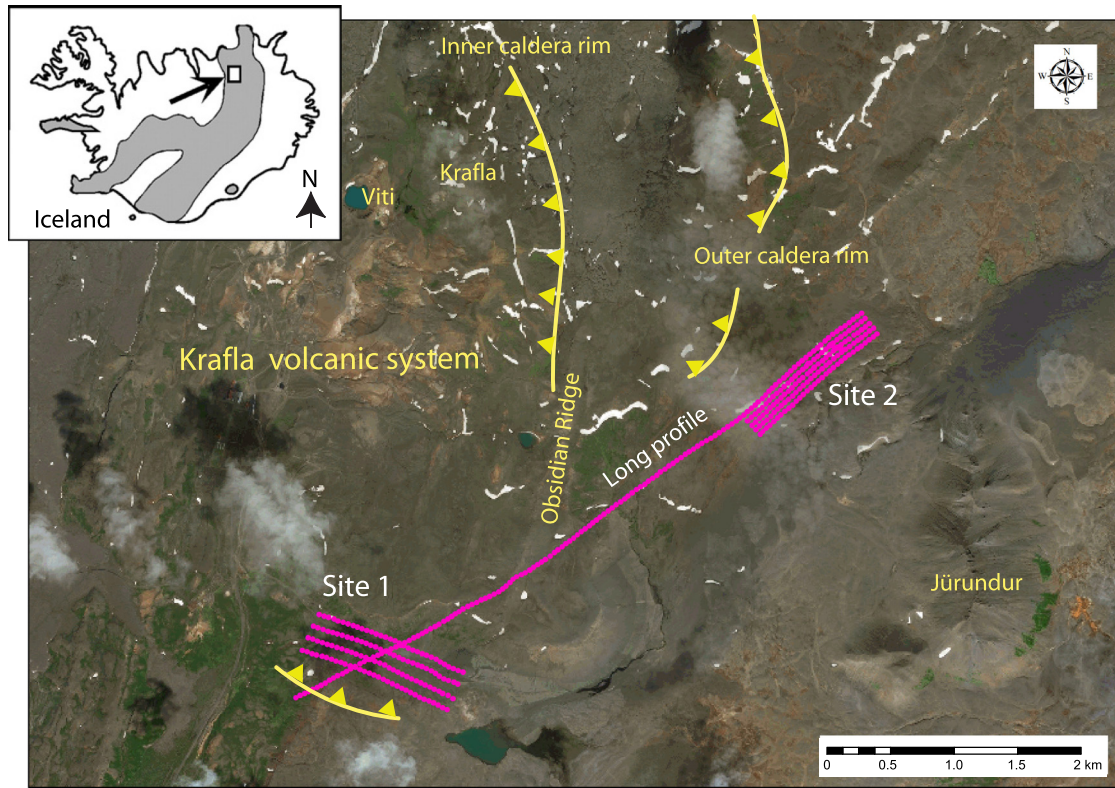 Inner caldera rim
N
W
E
S
Krafla
Viti
N
Iceland
Outer caldera rim
Krafla volcanic system
Obsidian Ridge
Long profile
Site 2
Site 1
Jürundur
0
0.5
1.0
1.5
2 km